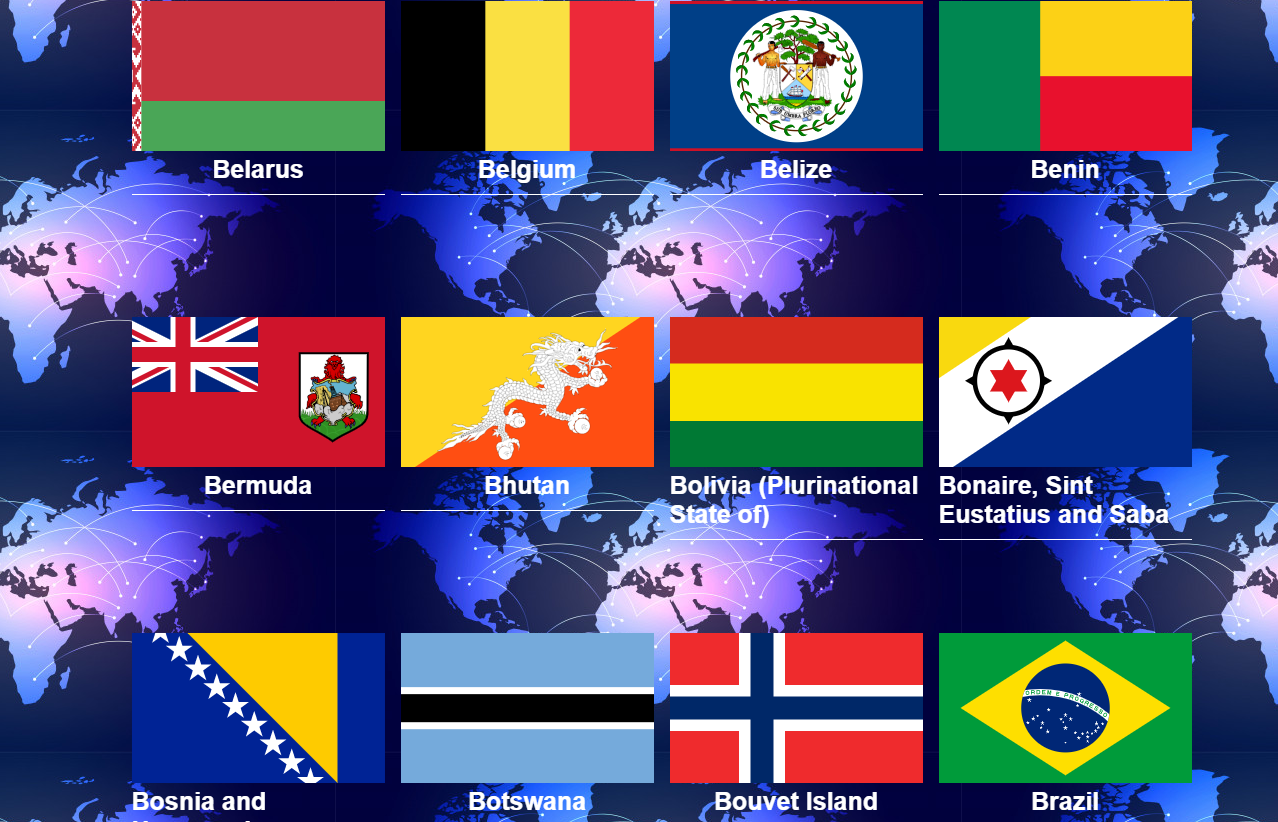 SUB UMBRA FLOREO
Belarus
Belgium
Belize
Benin
Bermuda
Bhutan
Bolivia (Plurinational
State of)
Bonaire, Sint
Eustatius and Saba
ORDEM E PROGRESSO
Bosnia and
Botswana
Bouvet Island
Brazil